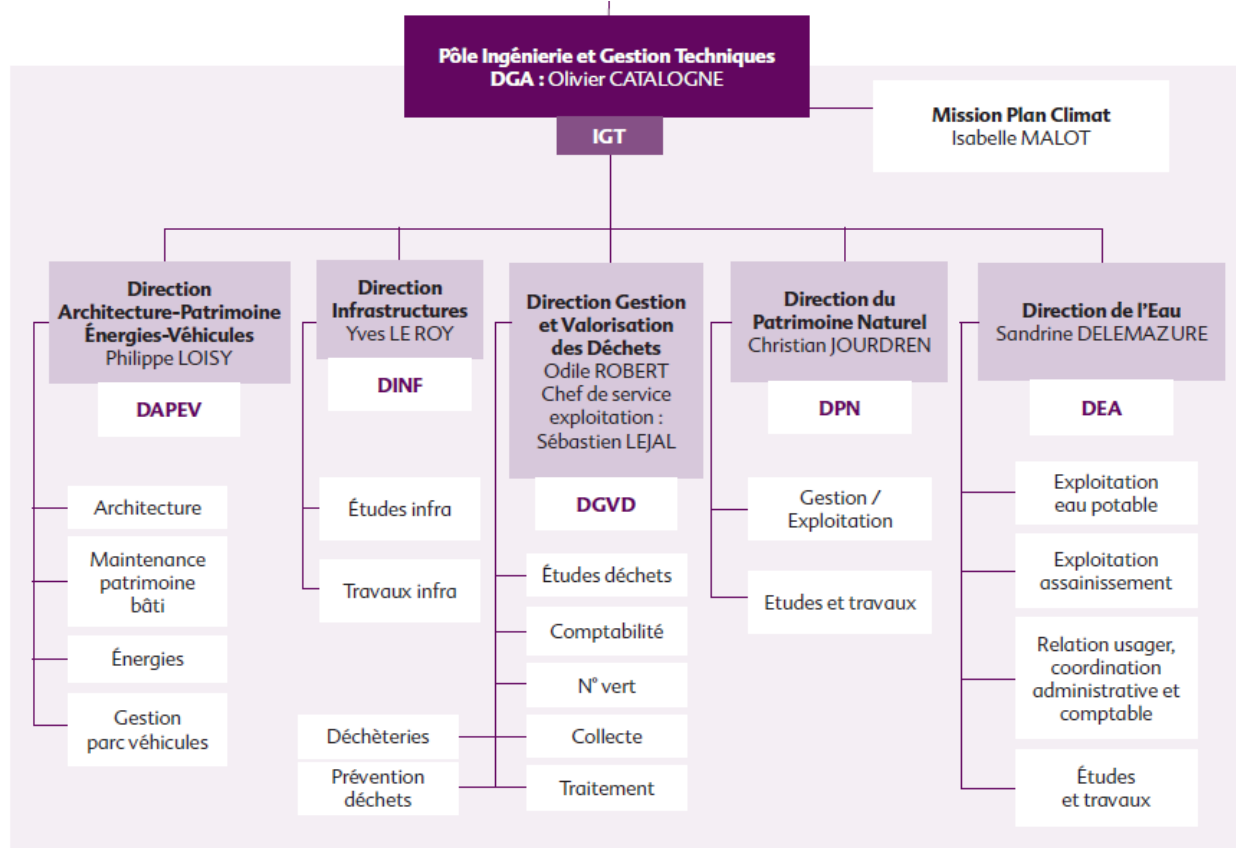 Pôle Ingénierie et Gestion Techniques
DGA : Olivier CATALOGNE
IGT
Mission Plan Climat
Isabelle MALOT
Direction
Architecture-Patrimoine
Énergies-Véhicules
Philippe LOISY
DAPEV
Architecture
Maintenance
patrimoine
bâti
Énergies
Gestion
parc véhicules
Direction
Infrastructures
Yves LE ROY
DINF
Études infra
Travaux infra
Direction Gestion
et Valorisation
des Déchets
Odile ROBERT
Chef de service
exploitation :
Sébastien LEJAL
DGVD
Études déchets
Comptabilité
N° vert
Déchèteries
Collecte
Prévention
déchets
Traitement
Direction du
Patrimoine Naturel
Christian JOURDREN
DPN
Gestion /
Exploitation
Etudes et travaux
Direction de l'Eau
Sandrine DELEMAZURE
DEA
Exploitation
eau potable
Exploitation
assainissement
Relation usager,
coordination
administrative et
comptable
Études
et travaux